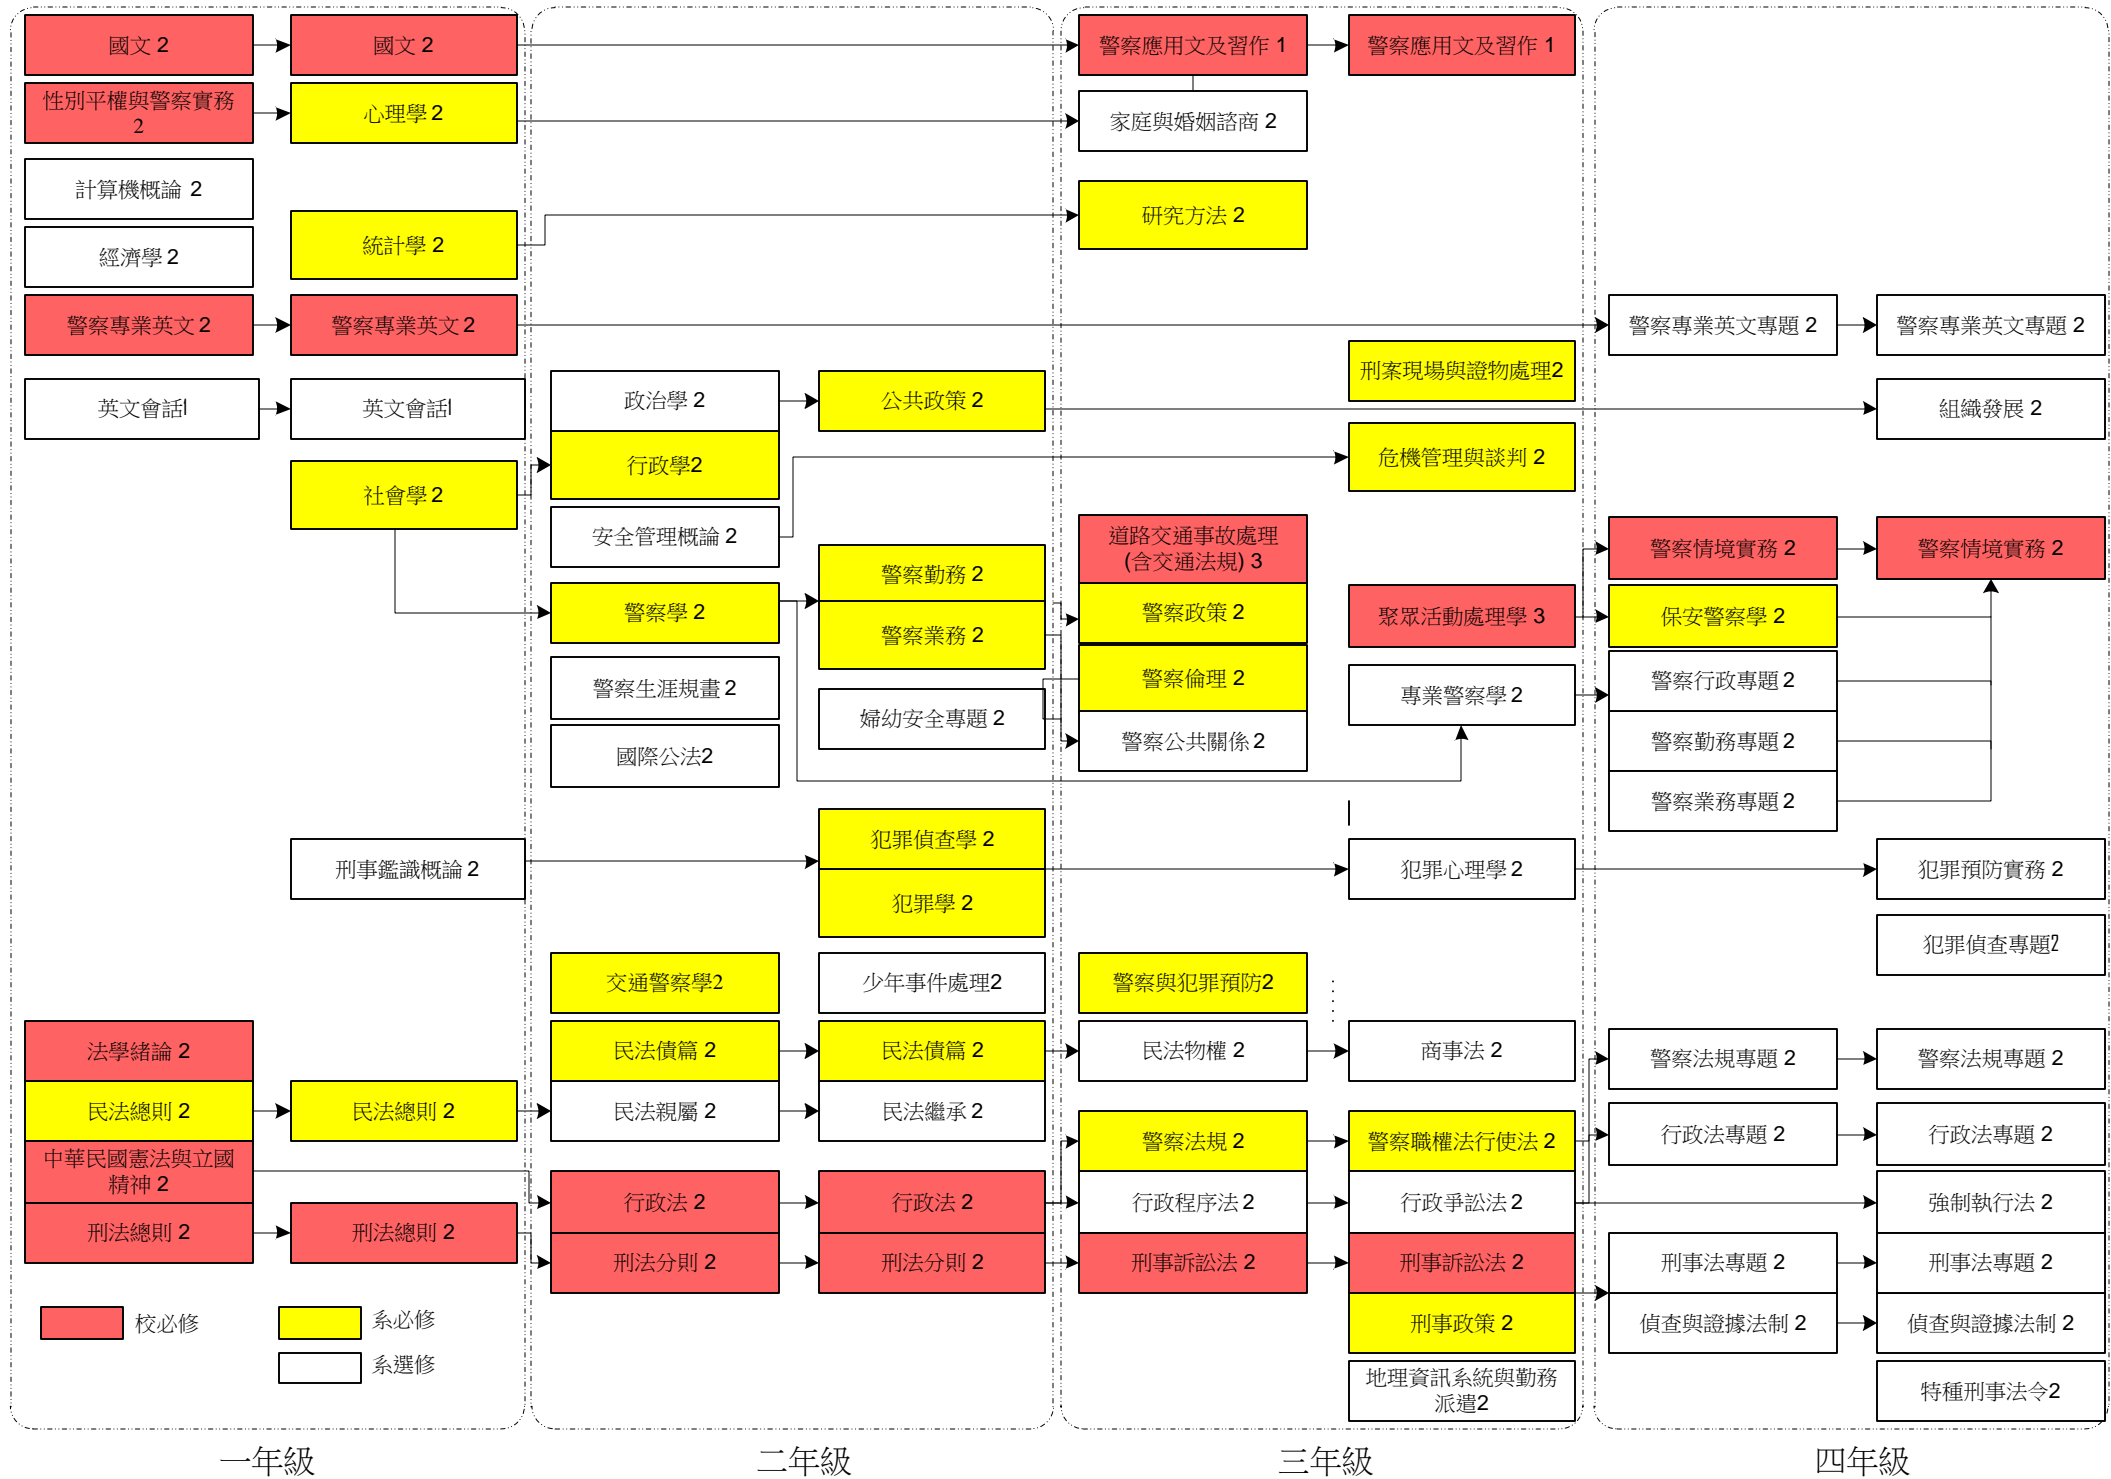 國文 2
國文 2
警察應用文及習作 1
警察應用文及習作 1
性別平權與警察實務
2
心理學 2
家庭與婚姻諮商 2
計算機概論 2
經濟學 2
統計學 2
研究方法 2
警察專業英文 2
警察專業英文 2
警察專業英文專題 2
警察專業英文專題 2
英文會話1
英文會話1
政治學 2
公共政策 2
刑案現場與證物處理2
組織發展 2
社會學 2
行政學2
危機管理與談判 2
安全管理概論 2
警察勤務 2
道路交通事故處理
(含交通法規) 3
警察情境實務 2
警察情境實務 2
警察學 2
警察業務 2
警察政策 2
聚眾活動處理學 3
保安警察學 2
警察生涯規畫 2
婦幼安全專題 2
警察倫理 2
專業警察學 2
警察行政專題 2
國際公法2
警察公共關係 2
警察勤務專題 2
警察業務專題 2
刑事鑑識概論 2
犯罪偵查學 2
犯罪學 2
犯罪心理學 2
犯罪預防實務 2
犯罪偵查專題2
交通警察學2
少年事件處理2
警察與犯罪預防2
法學緒論 2
民法債篇 2
民法債篇 2
民法物權 2
商事法 2
警察法規專題 2
警察法規專題 2
民法總則 2
民法總則 2
民法親屬 2
民法繼承 2
警察法規 2
警察職權法行使法 2
行政法專題 2
行政法專題 2
中華民國憲法與立國
精神 2
行政法 2
行政法 2
行政程序法 2
行政爭訟法 2
強制執行法 2
刑法總則 2
刑法總則 2
刑法分則 2
刑法分則 2
刑事訴訟法 2
刑事訴訟法 2
刑事法專題 2
刑事法專題 2
刑事政策 2
偵查與證據法制 2
偵查與證據法制 2
地理資訊系統與勤務
派遣2
特種刑事法令2
校必修
系必修
系選修
一年級
二年級
三年級
四年級